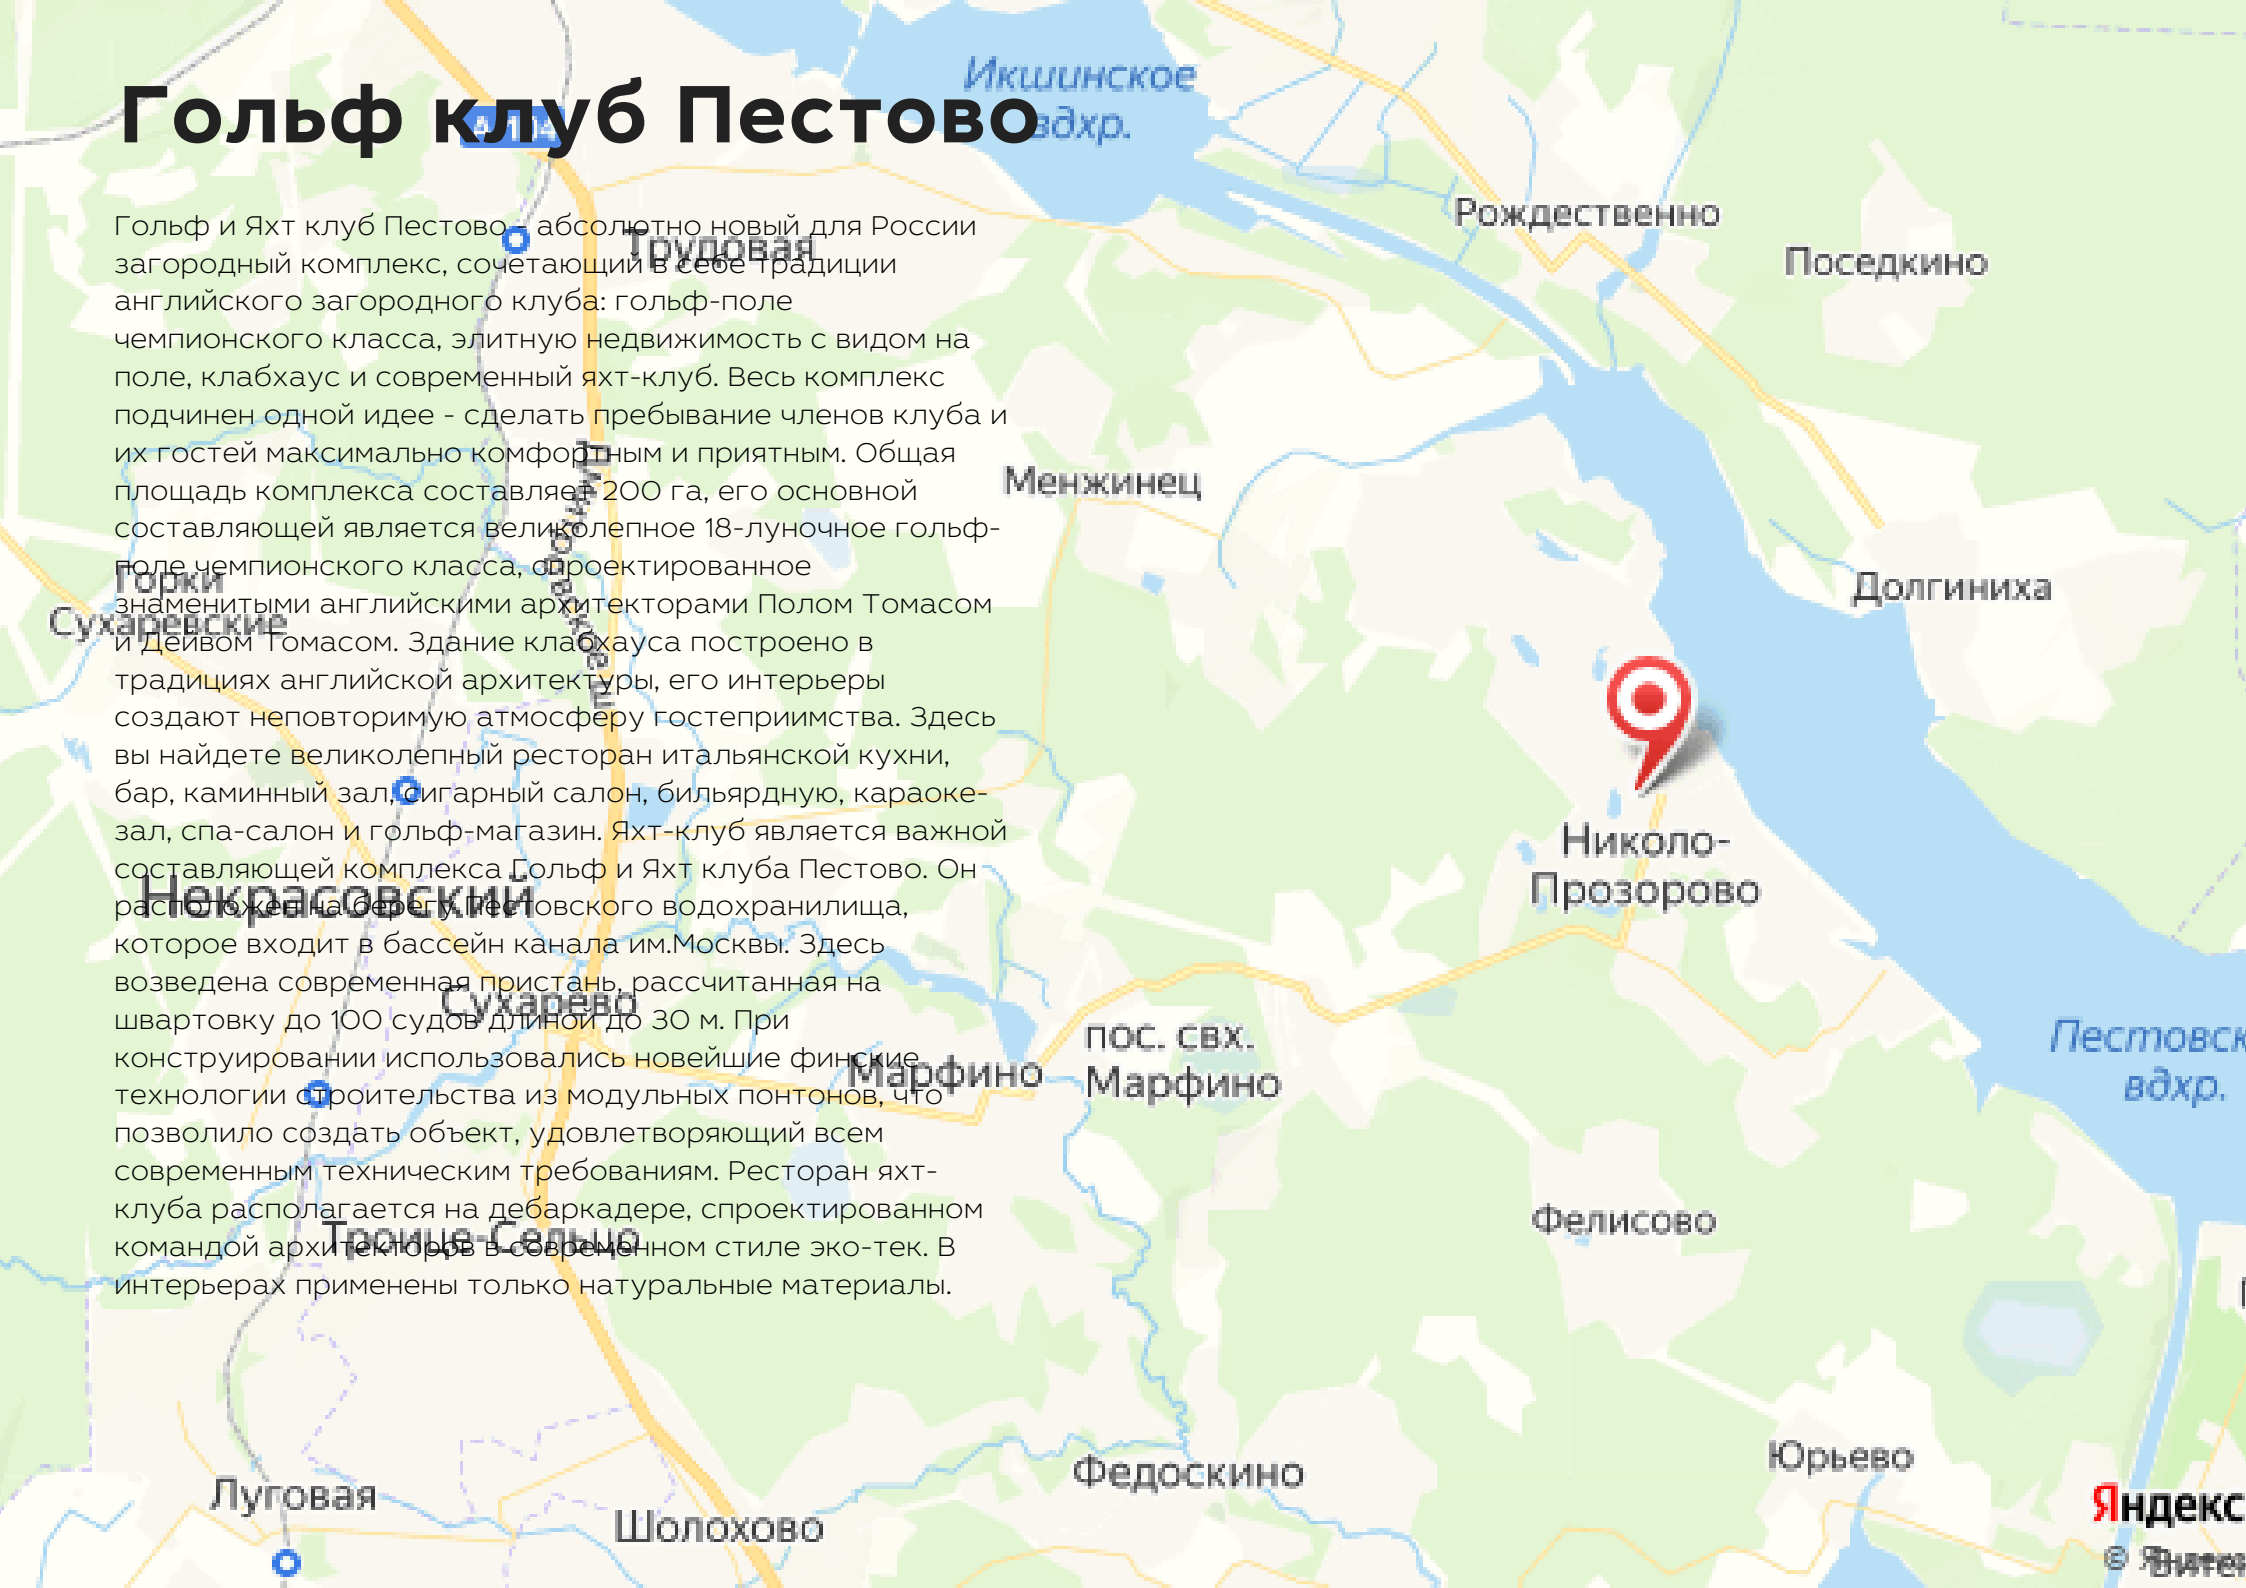 Гольф клуб Пестово
Гольф и Яхт клуб Пестово - абсолютно новый для России
загородный комплекс, сочетающий в себе традиции
английского загородного клуба: гольф-поле
чемпионского класса, элитную недвижимость с видом на
поле, клабхаус и современный яхт-клуб. Весь комплекс
подчинен одной идее - сделать пребывание членов клуба и
их гостей максимально комфортным и приятным. Общая
площадь комплекса составляет 200 га, его основной
составляющей является великолепное 18-луночное гольф-
поле чемпионского класса, спроектированное
знаменитыми английскими архитекторами Полом Томасом
и Дейвом Томасом. Здание клабхауса построено в
традициях английской архитектуры, его интерьеры
создают неповторимую атмосферу гостеприимства. Здесь
вы найдете великолепный ресторан итальянской кухни,
бар, каминный зал, сигарный салон, бильярдную, караоке-
зал, спа-салон и гольф-магазин. Яхт-клуб является важной
составляющей комплекса Гольф и Яхт клуба Пестово. Он
расположен на берегу Пестовского водохранилища,
которое входит в бассейн канала им.Москвы. Здесь
возведена современная пристань, рассчитанная на
швартовку до 100 судов длиной до 30 м. При
конструировании использовались новейшие финские
технологии строительства из модульных понтонов, что
позволило создать объект, удовлетворяющий всем
современным техническим требованиям. Ресторан яхт-
клуба располагается на дебаркадере, спроектированном
командой архитекторов в современном стиле эко-тек. В
интерьерах применены только натуральные материалы.
Икшинское
вдхр.
А-104
Трудовая
Рождественно
Поседкино
Менжинец
Горки
Сухаревские
Долгиниха
Николо-
Прозорово
Некрасовский
Сухарево
Марфино
пос. свх.
Марфино
Пестовск
вдхр.
Троице-Сельцо
Фелисово
Федоскино
Юрьево
Луговая
Шолохово
Яндекс
©